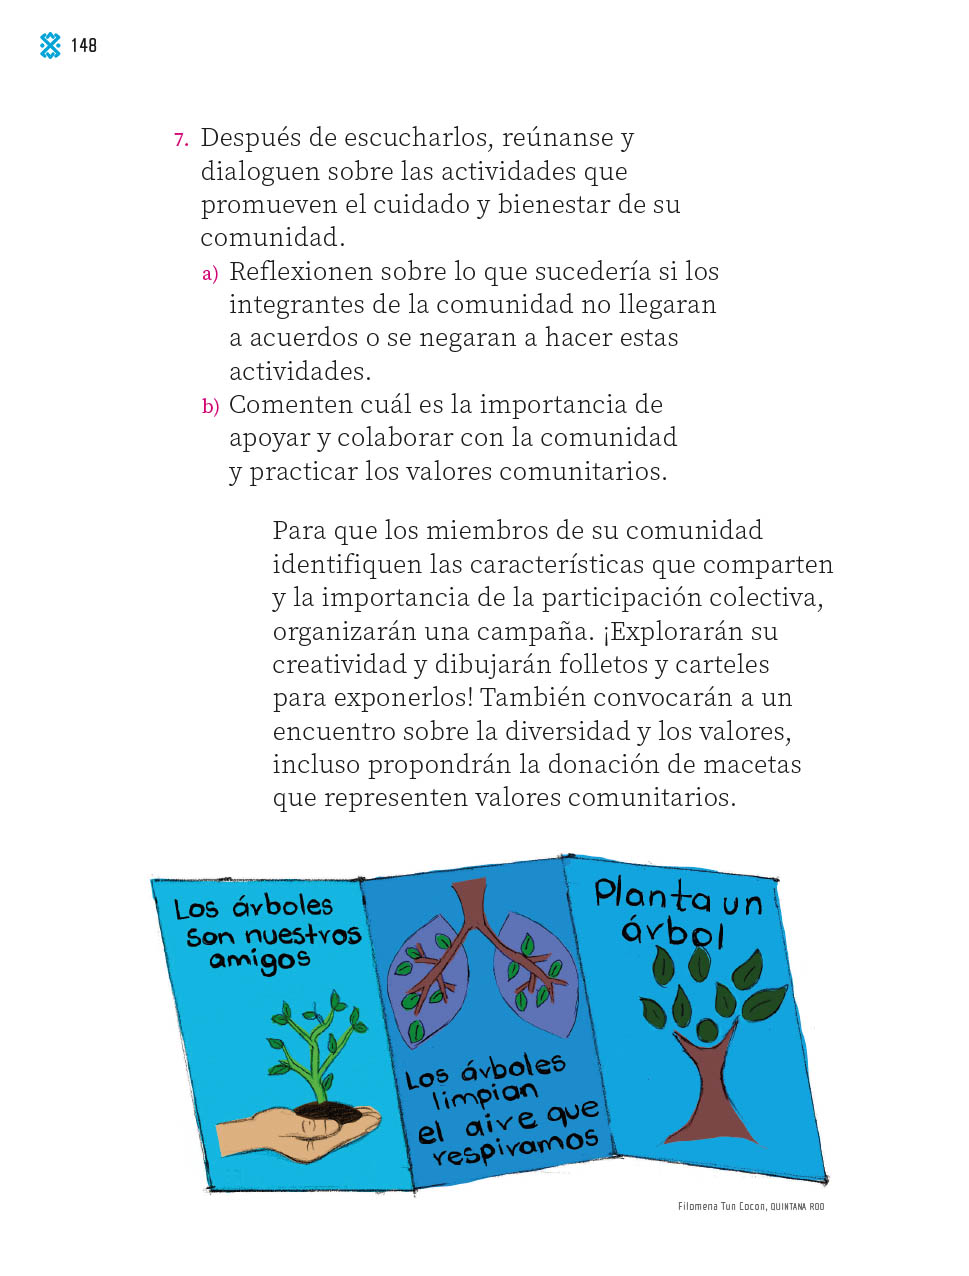 148
7. Después de escucharlos, reúnanse y
dialoguen sobre las actividades que
promueven el cuidado y bienestar de su
comunidad.
a) Reflexionen sobre lo que sucedería si los
integrantes de la comunidad no llegaran
a acuerdos o se negaran a hacer estas
actividades.
b) Comenten cuál es la importancia de
apoyar y colaborar con la comunidad
y practicar los valores comunitarios.
Para que los miembros de su comunidad
identifiquen las características que comparten
y la importancia de la participación colectiva,
organizarán una campaña. ¡Explorarán su
creatividad y dibujarán folletos y carteles
para exponerlos! También convocarán a un
encuentro sobre la diversidad y los valores,
incluso propondrán la donación de macetas
que representen valores comunitarios.
Los árboles
son nuestros
amigos
Los árboles
limpian
el aire que
respiramos
Planta un
árbol
Filomena Tun Cocon, QUINTANA ROO